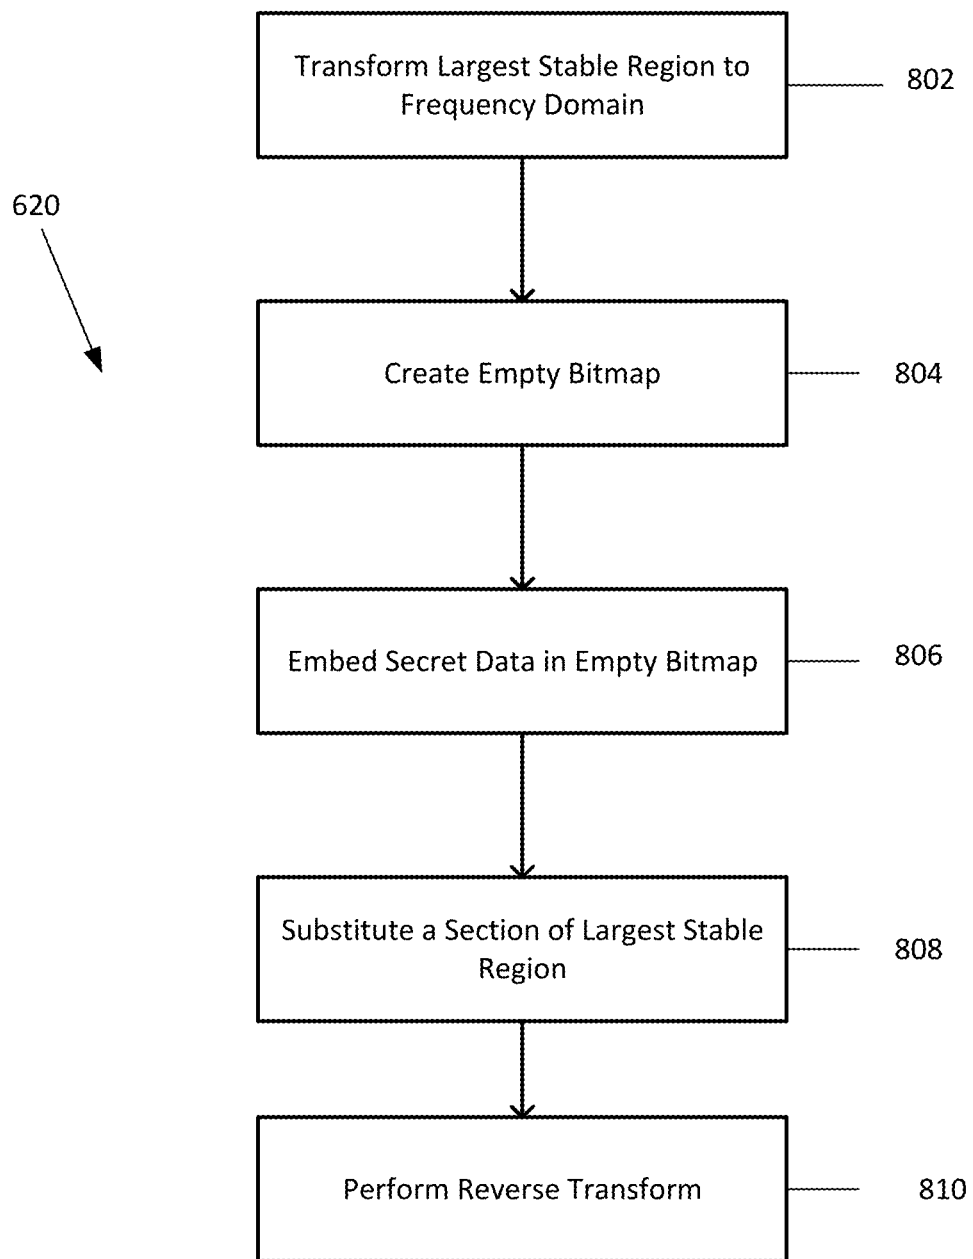 Transform Largest Stable Region to
Frequency Domain
802
620
Create Empty Bitmap
804
Embed Secret Data in Empty Bitmap
806
Substitute a Section of Largest Stable
Region
808
Perform Reverse Transform
810